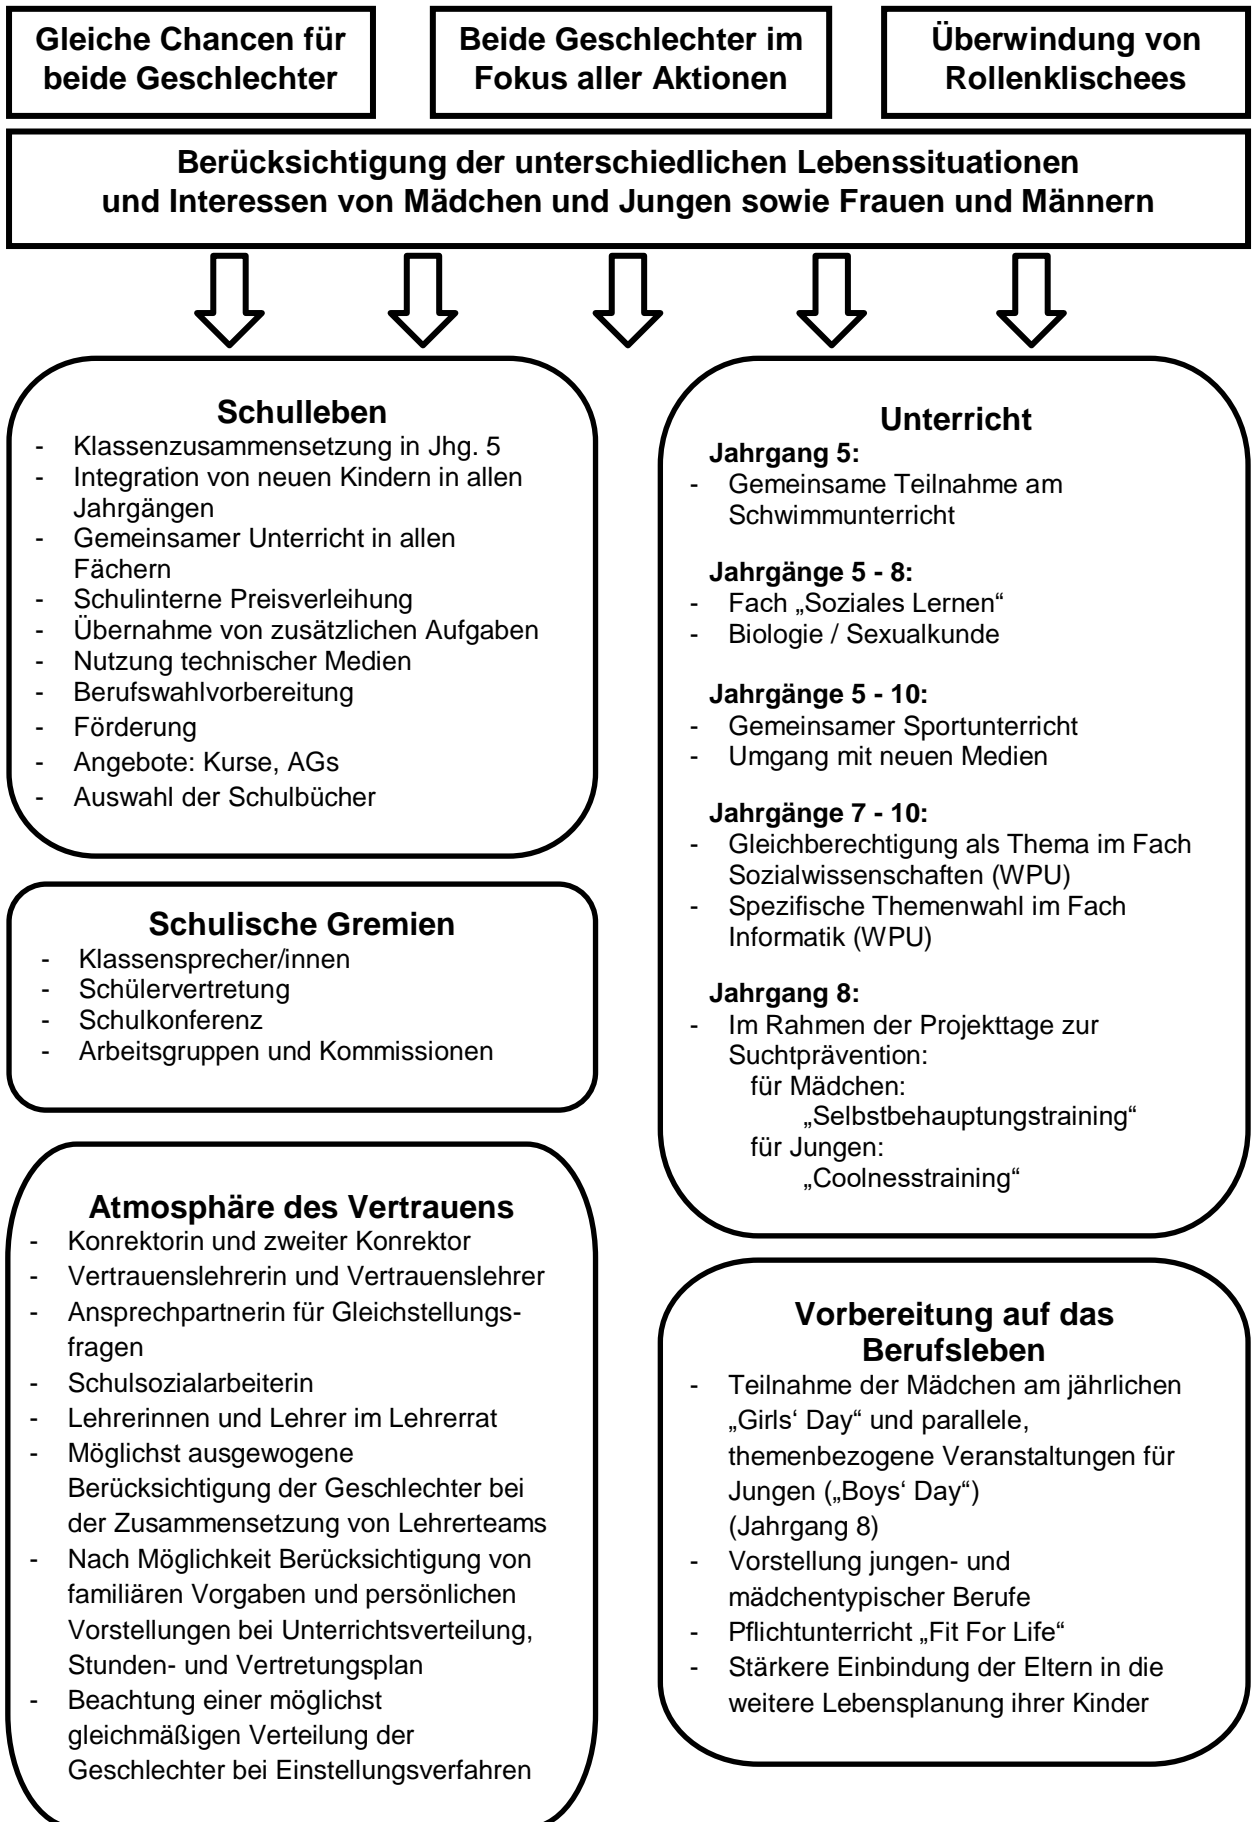 Gleiche Chancen für
beide Geschlechter
Beide Geschlechter im
Fokus aller Aktionen
Überwindung von
Rollenklischees
Berücksichtigung der unterschiedlichen Lebenssituationen
und Interessen von Mädchen und Jungen sowie Frauen und Männern
Schulleben
- Klassenzusammensetzung in Jhg. 5
- Integration von neuen Kindern in allen
Jahrgängen
- Gemeinsamer Unterricht in allen
Fächern
- Schulinterne Preisverleihung
- Übernahme von zusätzlichen Aufgaben
- Nutzung technischer Medien
- Berufswahlvorbereitung
- Förderung
- Angebote: Kurse, AGs
- Auswahl der Schulbücher
Schulische Gremien
- Klassensprecher/innen
- Schülervertretung
- Schulkonferenz
- Arbeitsgruppen und Kommissionen
Atmosphäre des Vertrauens
- Konrektorin und zweiter Konrektor
- Vertrauenslehrerin und Vertrauenslehrer
- Ansprechpartnerin für Gleichstellungs-
fragen
- Schulsozialarbeiterin
- Lehrerinnen und Lehrer im Lehrerrat
- Möglichst ausgewogene
Berücksichtigung der Geschlechter bei
der Zusammensetzung von Lehrerteams
- Nach Möglichkeit Berücksichtigung von
familiären Vorgaben und persönlichen
Vorstellungen bei Unterrichtsverteilung,
Stunden- und Vertretungsplan
- Beachtung einer möglichst
gleichmäßigen Verteilung der
Geschlechter bei Einstellungsverfahren
Unterricht
Jahrgang 5:
- Gemeinsame Teilnahme am
Schwimmunterricht
Jahrgänge 5 - 8:
- Fach „Soziales Lernen“
- Biologie / Sexualkunde
Jahrgänge 5 - 10:
- Gemeinsamer Sportunterricht
- Umgang mit neuen Medien
Jahrgänge 7 - 10:
- Gleichberechtigung als Thema im Fach
Sozialwissenschaften (WPU)
- Spezifische Themenwahl im Fach
Informatik (WPU)
Jahrgang 8:
- Im Rahmen der Projekttage zur
Suchtprävention:
für Mädchen:
„Selbstbehauptungstraining“
für Jungen:
„Coolnesstraining“
Vorbereitung auf das
Berufsleben
- Teilnahme der Mädchen am jährlichen
„Girls‘ Day“ und parallele,
themenbezogene Veranstaltungen für
Jungen („Boys‘ Day“)
(Jahrgang 8)
- Vorstellung jungen- und
mädchentypischer Berufe
- Pflichtunterricht „Fit For Life“
- Stärkere Einbindung der Eltern in die
weitere Lebensplanung ihrer Kinder